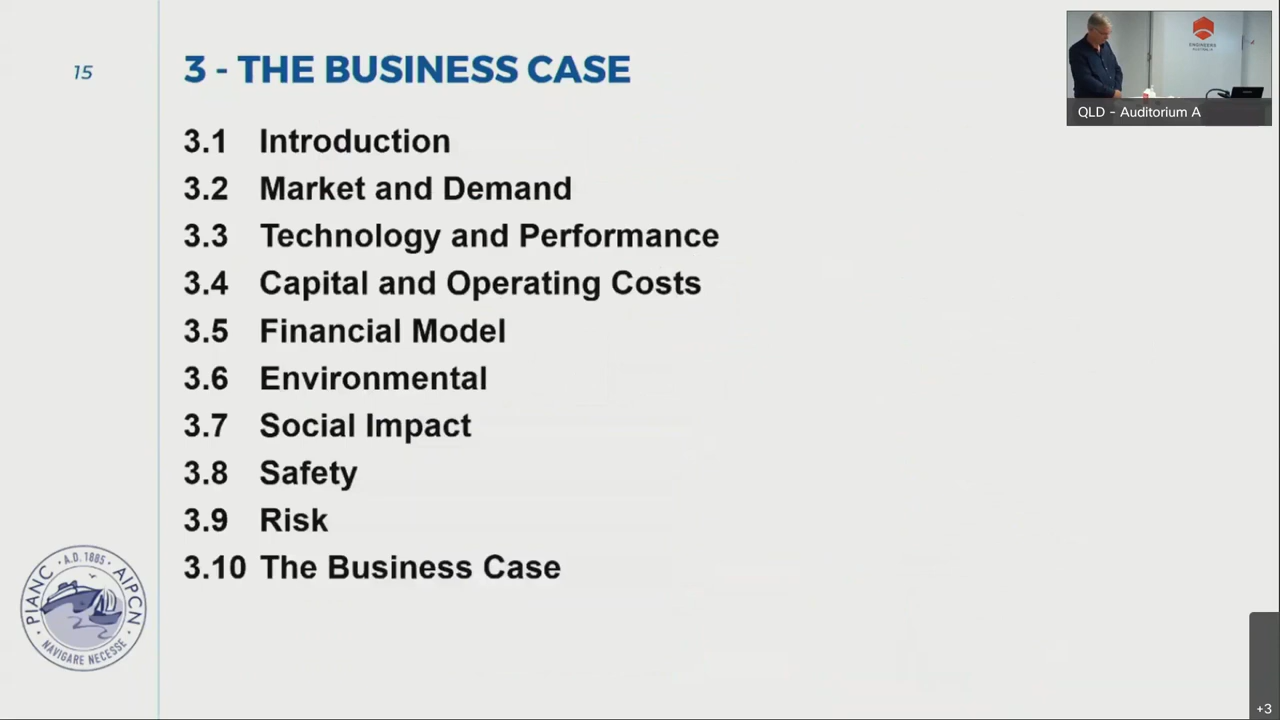 15
3 - THE BUSINESS CASE
3.1 Introduction
3.2 Market and Demand
3.3 Technology and Performance
3.4 Capital and Operating Costs
3.5 Financial Model
3.6 Environmental
3.7 Social Impact
3.8 Safety
3.9 Risk
3.10 The Business Case
PIANC · A.D. 1885 · AIPCN
NAVIGARE NECESSE
ENGINEERS
AUSTRALIA
QLD - Auditorium A
+3